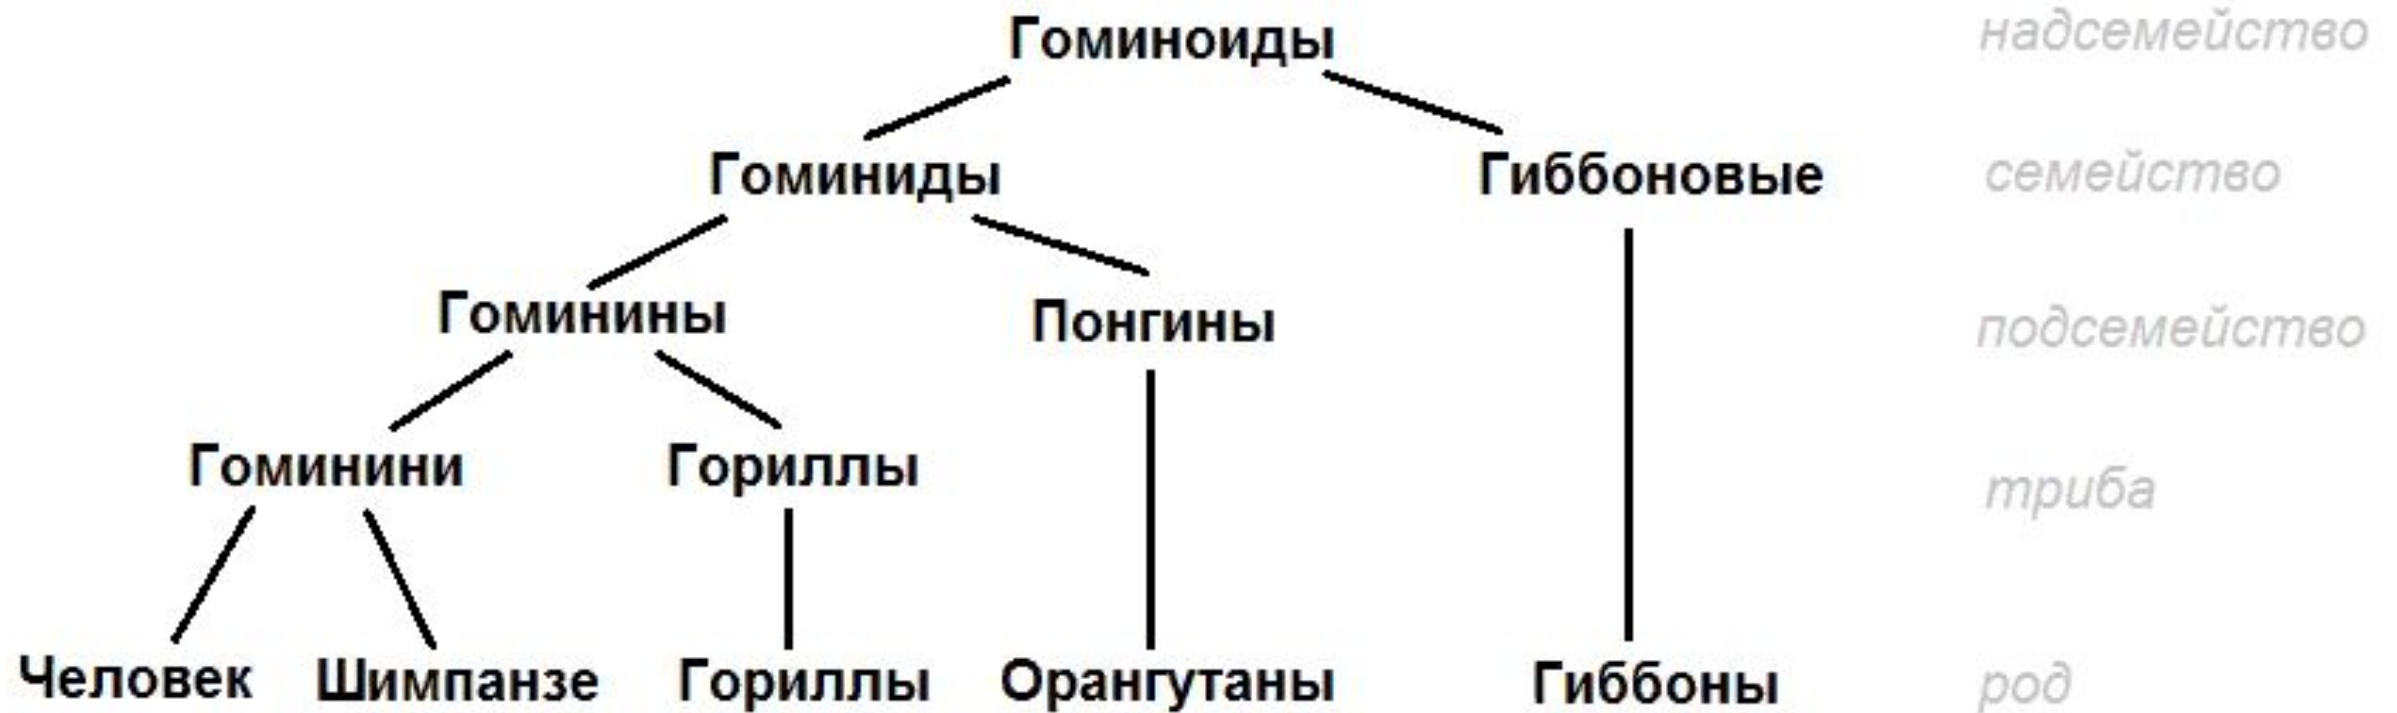 Гоминоиды надсемейство
Гоминиды Гиббоновые семейство
Гоминины Понгины подсемейство
Гоминини Гориллы триба
Человек Шимпанзе Гориллы Орангутаны Гиббоны род